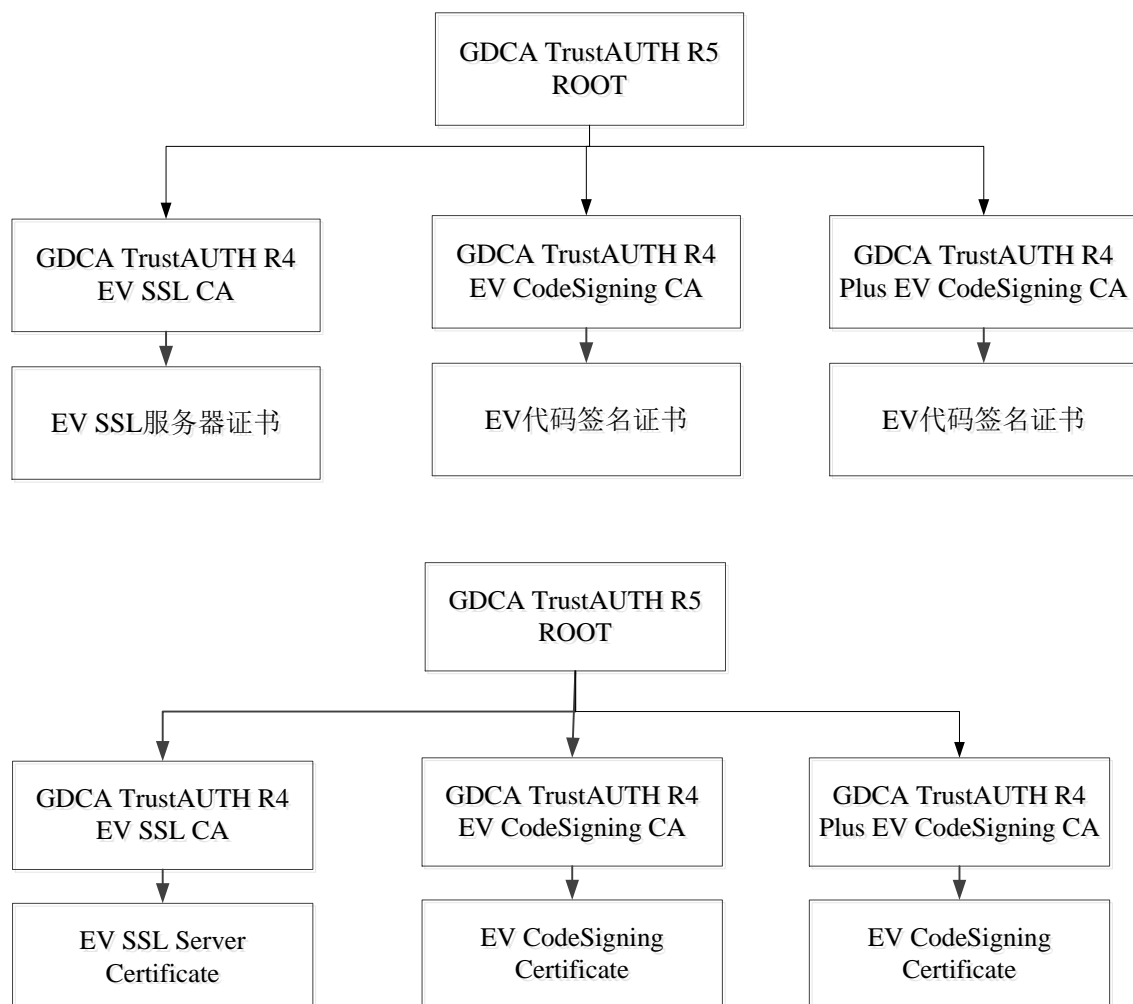 GDCA TrustAUTH R5
ROOT
GDCA TrustAUTH R4
EV SSL CA
GDCA TrustAUTH R4
EV CodeSigning CA
GDCA TrustAUTH R4
Plus EV CodeSigning CA
EV SSL服务器证书
EV代码签名证书
EV代码签名证书
GDCA TrustAUTH R5
ROOT
GDCA TrustAUTH R4
EV SSL CA
GDCA TrustAUTH R4
EV CodeSigning CA
GDCA TrustAUTH R4
Plus EV CodeSigning CA
EV SSL Server
Certificate
EV CodeSigning
Certificate
EV CodeSigning
Certificate